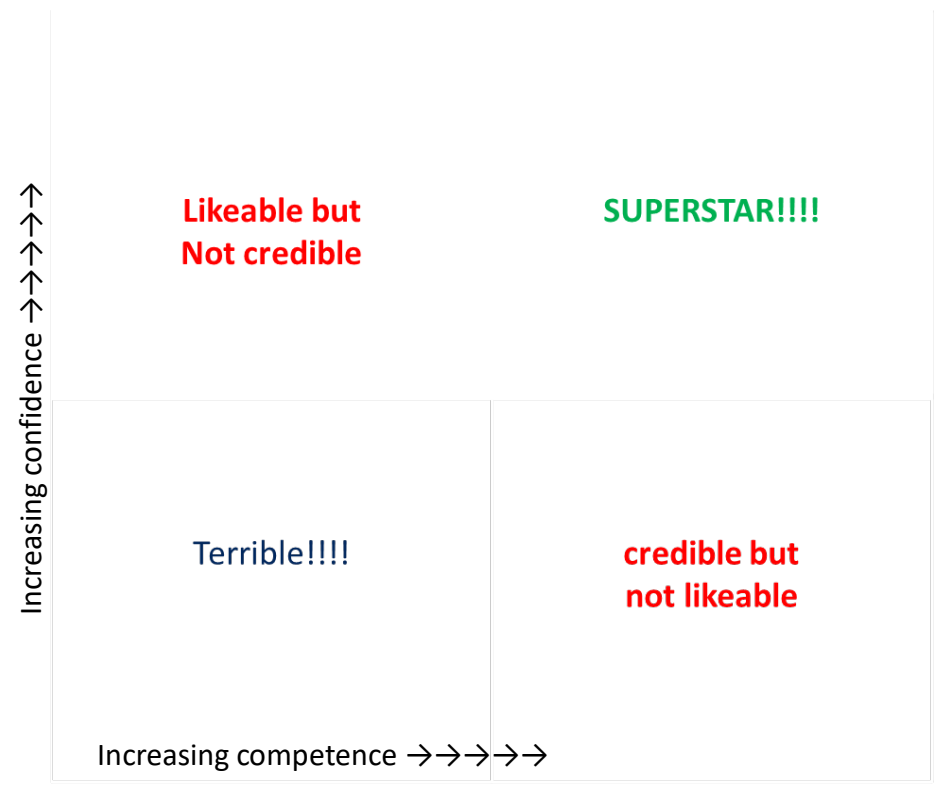 Likeable but
Not credible
SUPERSTAR!!!!
Increasing confidence →→→→→
Terrible!!!!
credible but
not likeable
Increasing competence →→→→→